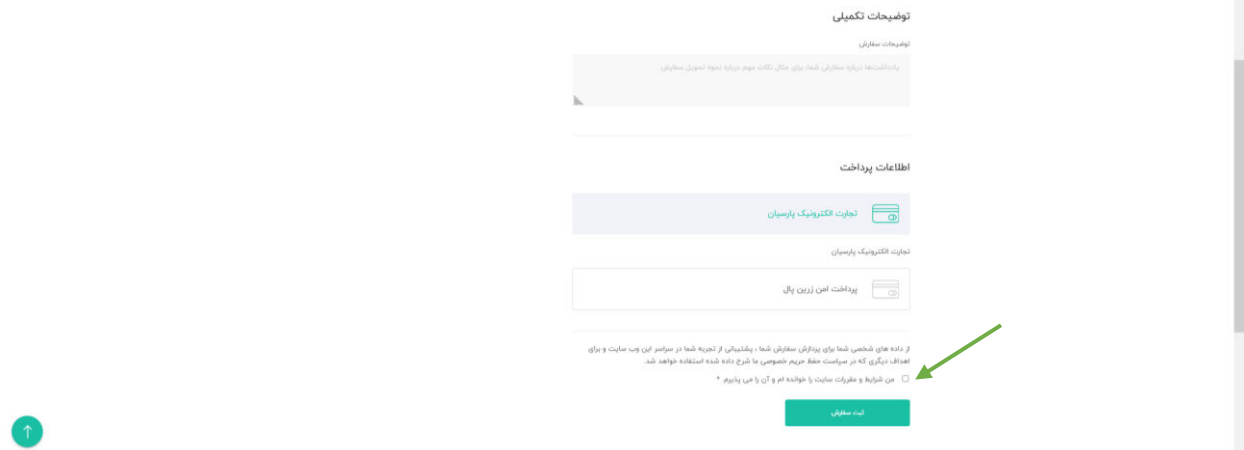 توضیحات تکمیلی
توضیحات سفارش
یادداشت‌ها درباره سفارش شما، برای مثال نکات مهم درباره نحوه تحویل سفارش
اطلاعات پرداخت
تجارت الکترونیک پارسیان
تجارت الکترونیک پارسیان
پرداخت امن زرین پال
از داده های شخصی شما برای پردازش سفارش شما ، پشتیبانی از تجربه شما در سراسر این وب سایت و برای
اهداف دیگری که در سیاست حفظ حریم خصوصی ما شرح داده شده استفاده خواهد شد.
من شرایط و مقررات سایت را خوانده ام و آن را می پذیرم. *
ثبت سفارش